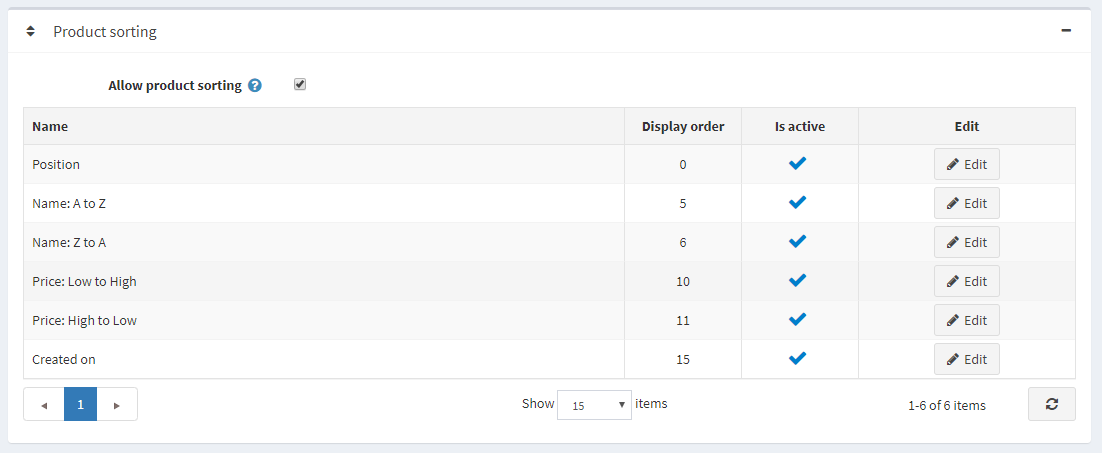 Product sorting
Allow product sorting ?
Name Display order Is active Edit
Position 0 Edit
Name: A to Z 5 Edit
Name: Z to A 6 Edit
Price: Low to High 10 Edit
Price: High to Low 11 Edit
Created on 15 Edit
1 Show 15 items 1-6 of 6 items